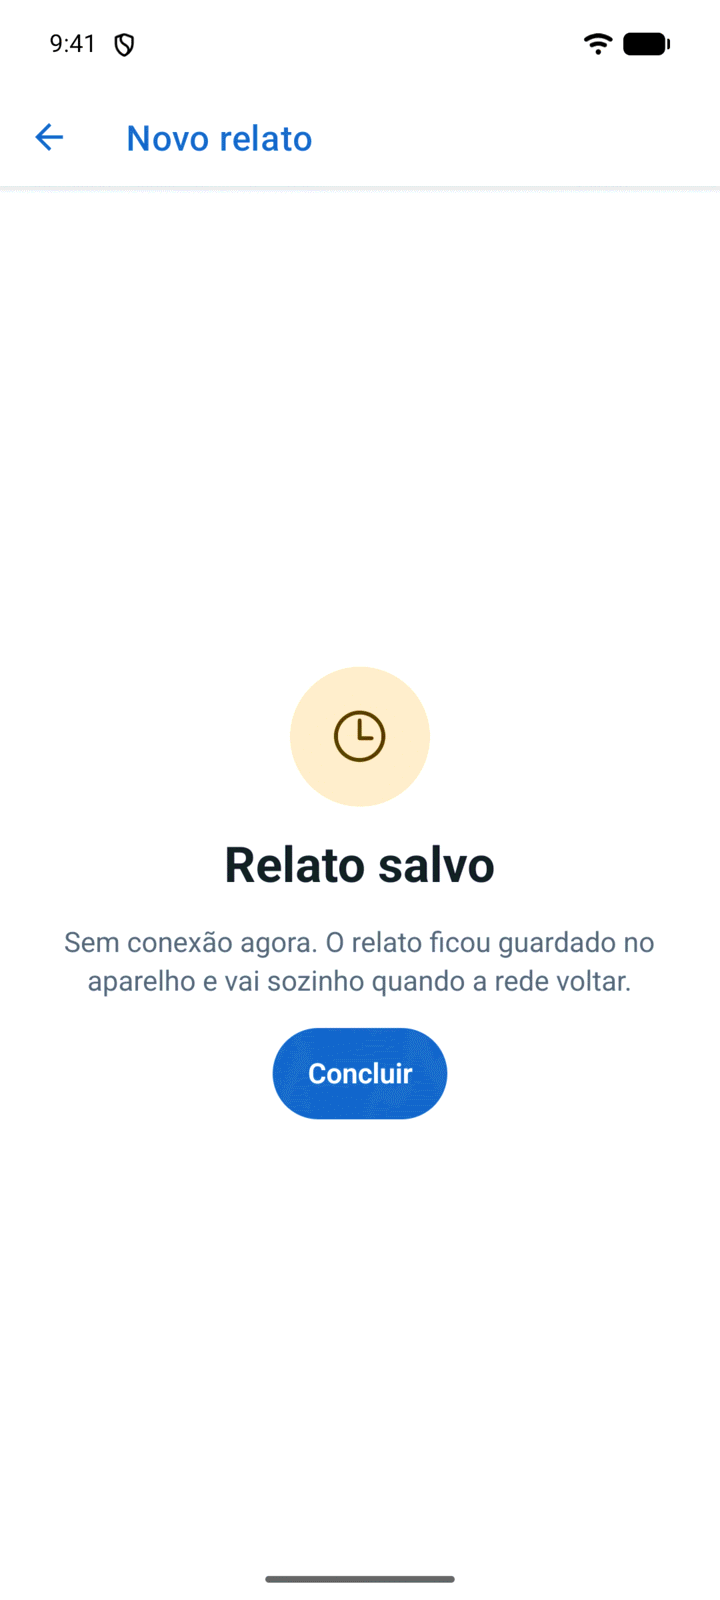 9:41
Novo relato
Relato salvo
Sem conexão agora. O relato ficou guardado no
aparelho e vai sozinho quando a rede voltar.
Concluir